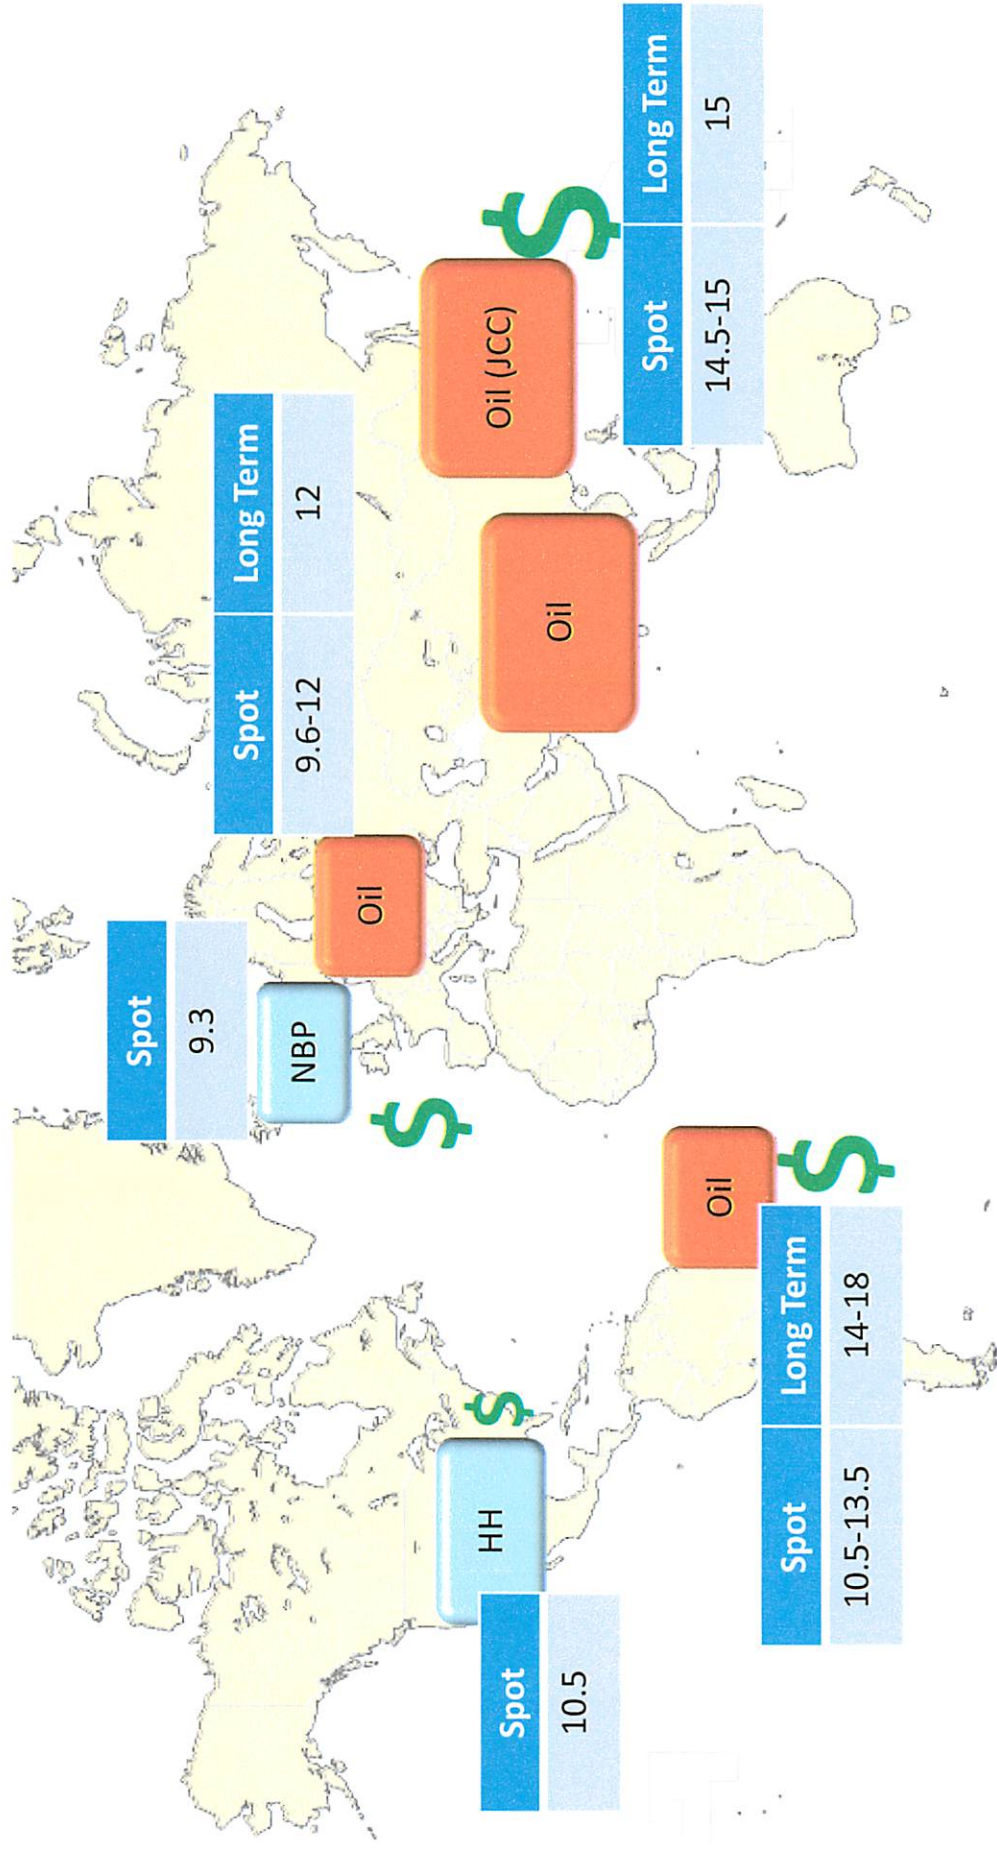 Spot
9.3
NBP
Oil
Spot Long Term
9.6-12 12
HH
Spot
10.5
Oil
Oil (JCC)
Spot Long Term
14.5-15 15
Oil
Spot Long Term
10.5-13.5 14-18
$
$
$
$